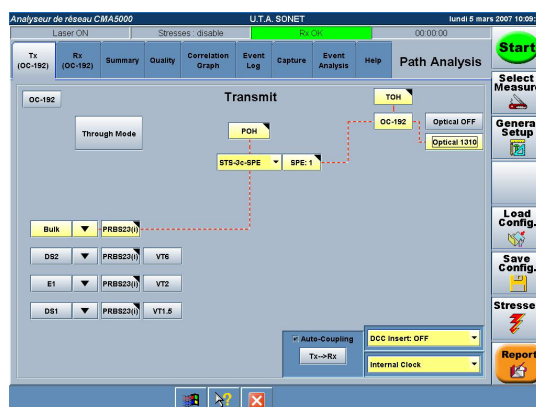 Analyseur de réseau CMA5000 U.T.A. SONET lundi 5 mars 2007 10:09:
Laser ON Stresses : disable Rx OK 00:00:00
Tx (OC-192) Rx (OC-192) Summary Quality Correlation Graph Event Log Capture Event Analysis Help Path Analysis
Start
Select Measure
General Setup
Load Config.
Save Config.
Stresse
Report
OC-192 Transmit TOH
Through Mode POH OC-192 Optical OFF
Optical 1310
STS-3c-SPE SPE: 1
Bulk PRBS23(i)
DS2 PRBS23(i) VT6
E1 PRBS23(i) VT2
DS1 PRBS23(i) VT1.5
Auto-Coupling DCC Insert: OFF
Tx-->Rx
Internal Clock